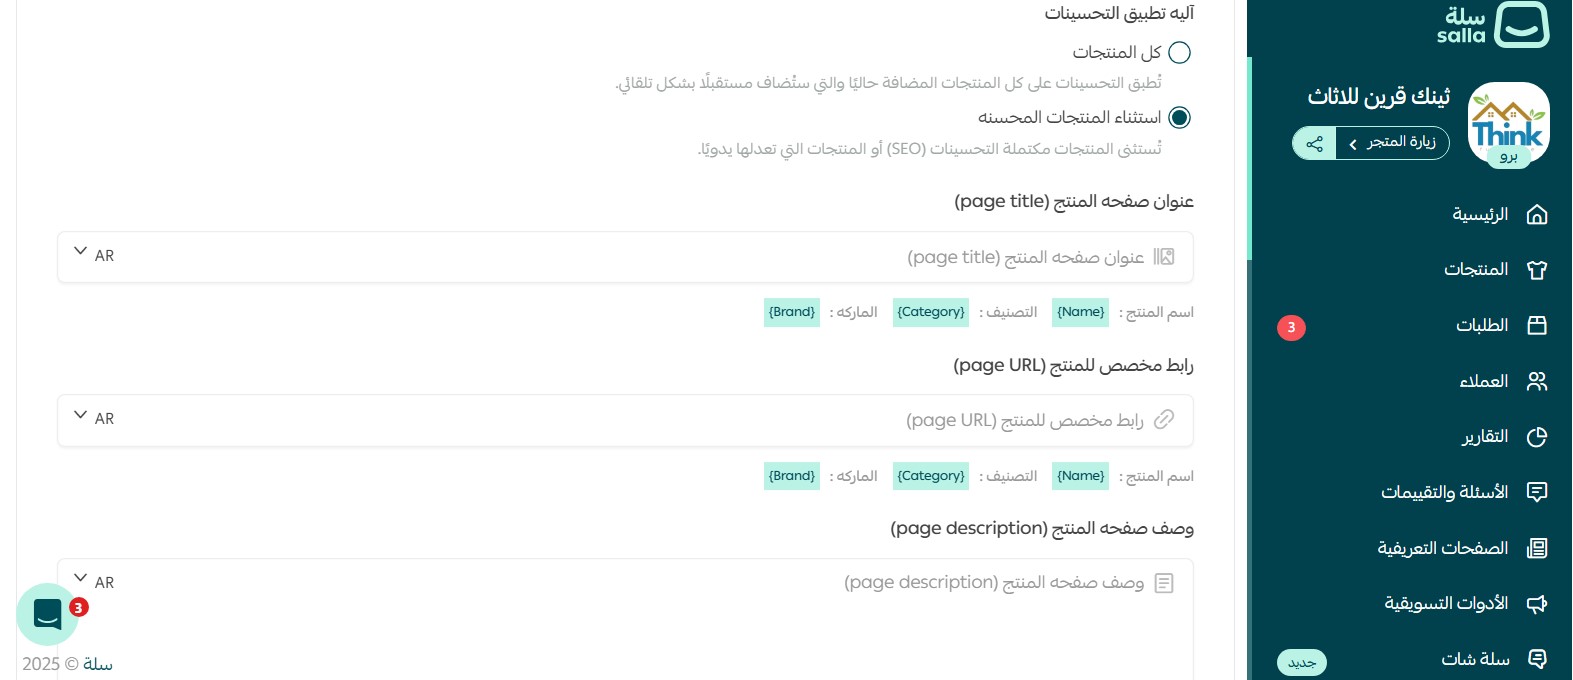 سلة
salla
ثينك قرين للاثاث
زيارة المتجر
Think
برو
الرئيسية
المنتجات
الطلبات
3
العملاء
التقارير
الأسئلة والتقييمات
الصفحات التعريفية
الأدوات التسويقية
سلة شات
جديد
آليه تطبيق التحسينات
كل المنتجات
تُطبق التحسينات على كل المنتجات المضافة حاليًا والتي ستُضاف مستقبلًا بشكل تلقائي.
استثناء المنتجات المحسنه
تُستثنى المنتجات مكتملة التحسينات (SEO) أو المنتجات التي تعدلها يدويًا.
عنوان صفحه المنتج (page title)
عنوان صفحه المنتج (page title) AR
اسم المنتج : {Name} التصنيف : {Category} الماركه : {Brand}
رابط مخصص للمنتج (page URL)
رابط مخصص للمنتج (page URL) AR
اسم المنتج : {Name} التصنيف : {Category} الماركه : {Brand}
وصف صفحه المنتج (page description)
وصف صفحه المنتج (page description) AR
3
سلة © 2025